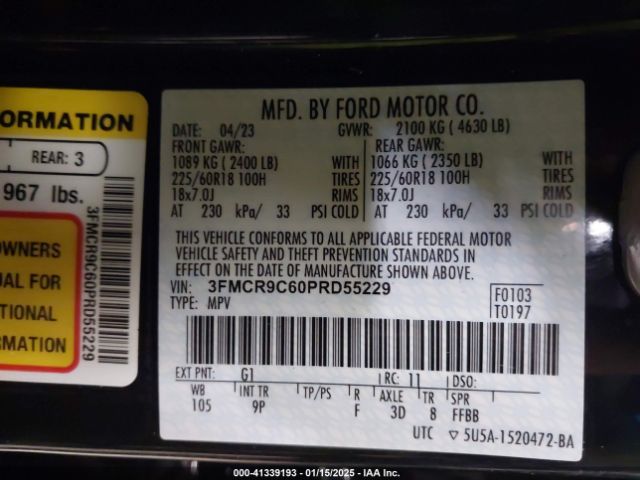 ORMATION
REAR: 3
967 lbs.
3FMCR9C60PRD55229
OWNERS
UAL FOR
TIONAL
FORMATION
MFD. BY FORD MOTOR CO.
DATE: 04/23 GVWR: 2100 KG ( 4630 LB)
FRONT GAWR: REAR GAWR:
1089 KG ( 2400 LB) WITH 1066 KG ( 2350 LB) WITH
225/60R18 100H TIRES 225/60R18 100H TIRES
18x7.0J RIMS 18x7.0J RIMS
AT 230 kPa/ 33 PSI COLD AT 230 kPa/ 33 PSI COLD
THIS VEHICLE CONFORMS TO ALL APPLICABLE FEDERAL MOTOR
VEHICLE SAFETY AND THEFT PREVENTION STANDARDS IN
EFFECT ON THE DATE OF MANUFACTURE SHOWN ABOVE.
VIN: 3FMCR9C60PRD55229
TYPE: MPV
F0103
T0197
EXT PNT: G1 RC: 11 DSO:
WB INT TR TP/PS R AXLE TR SPR
105 9P F 3D 8 FFBB
UTC ▽ 5U5A-1520472-BA
000-41339193 - 01/15/2025 - IAA Inc.